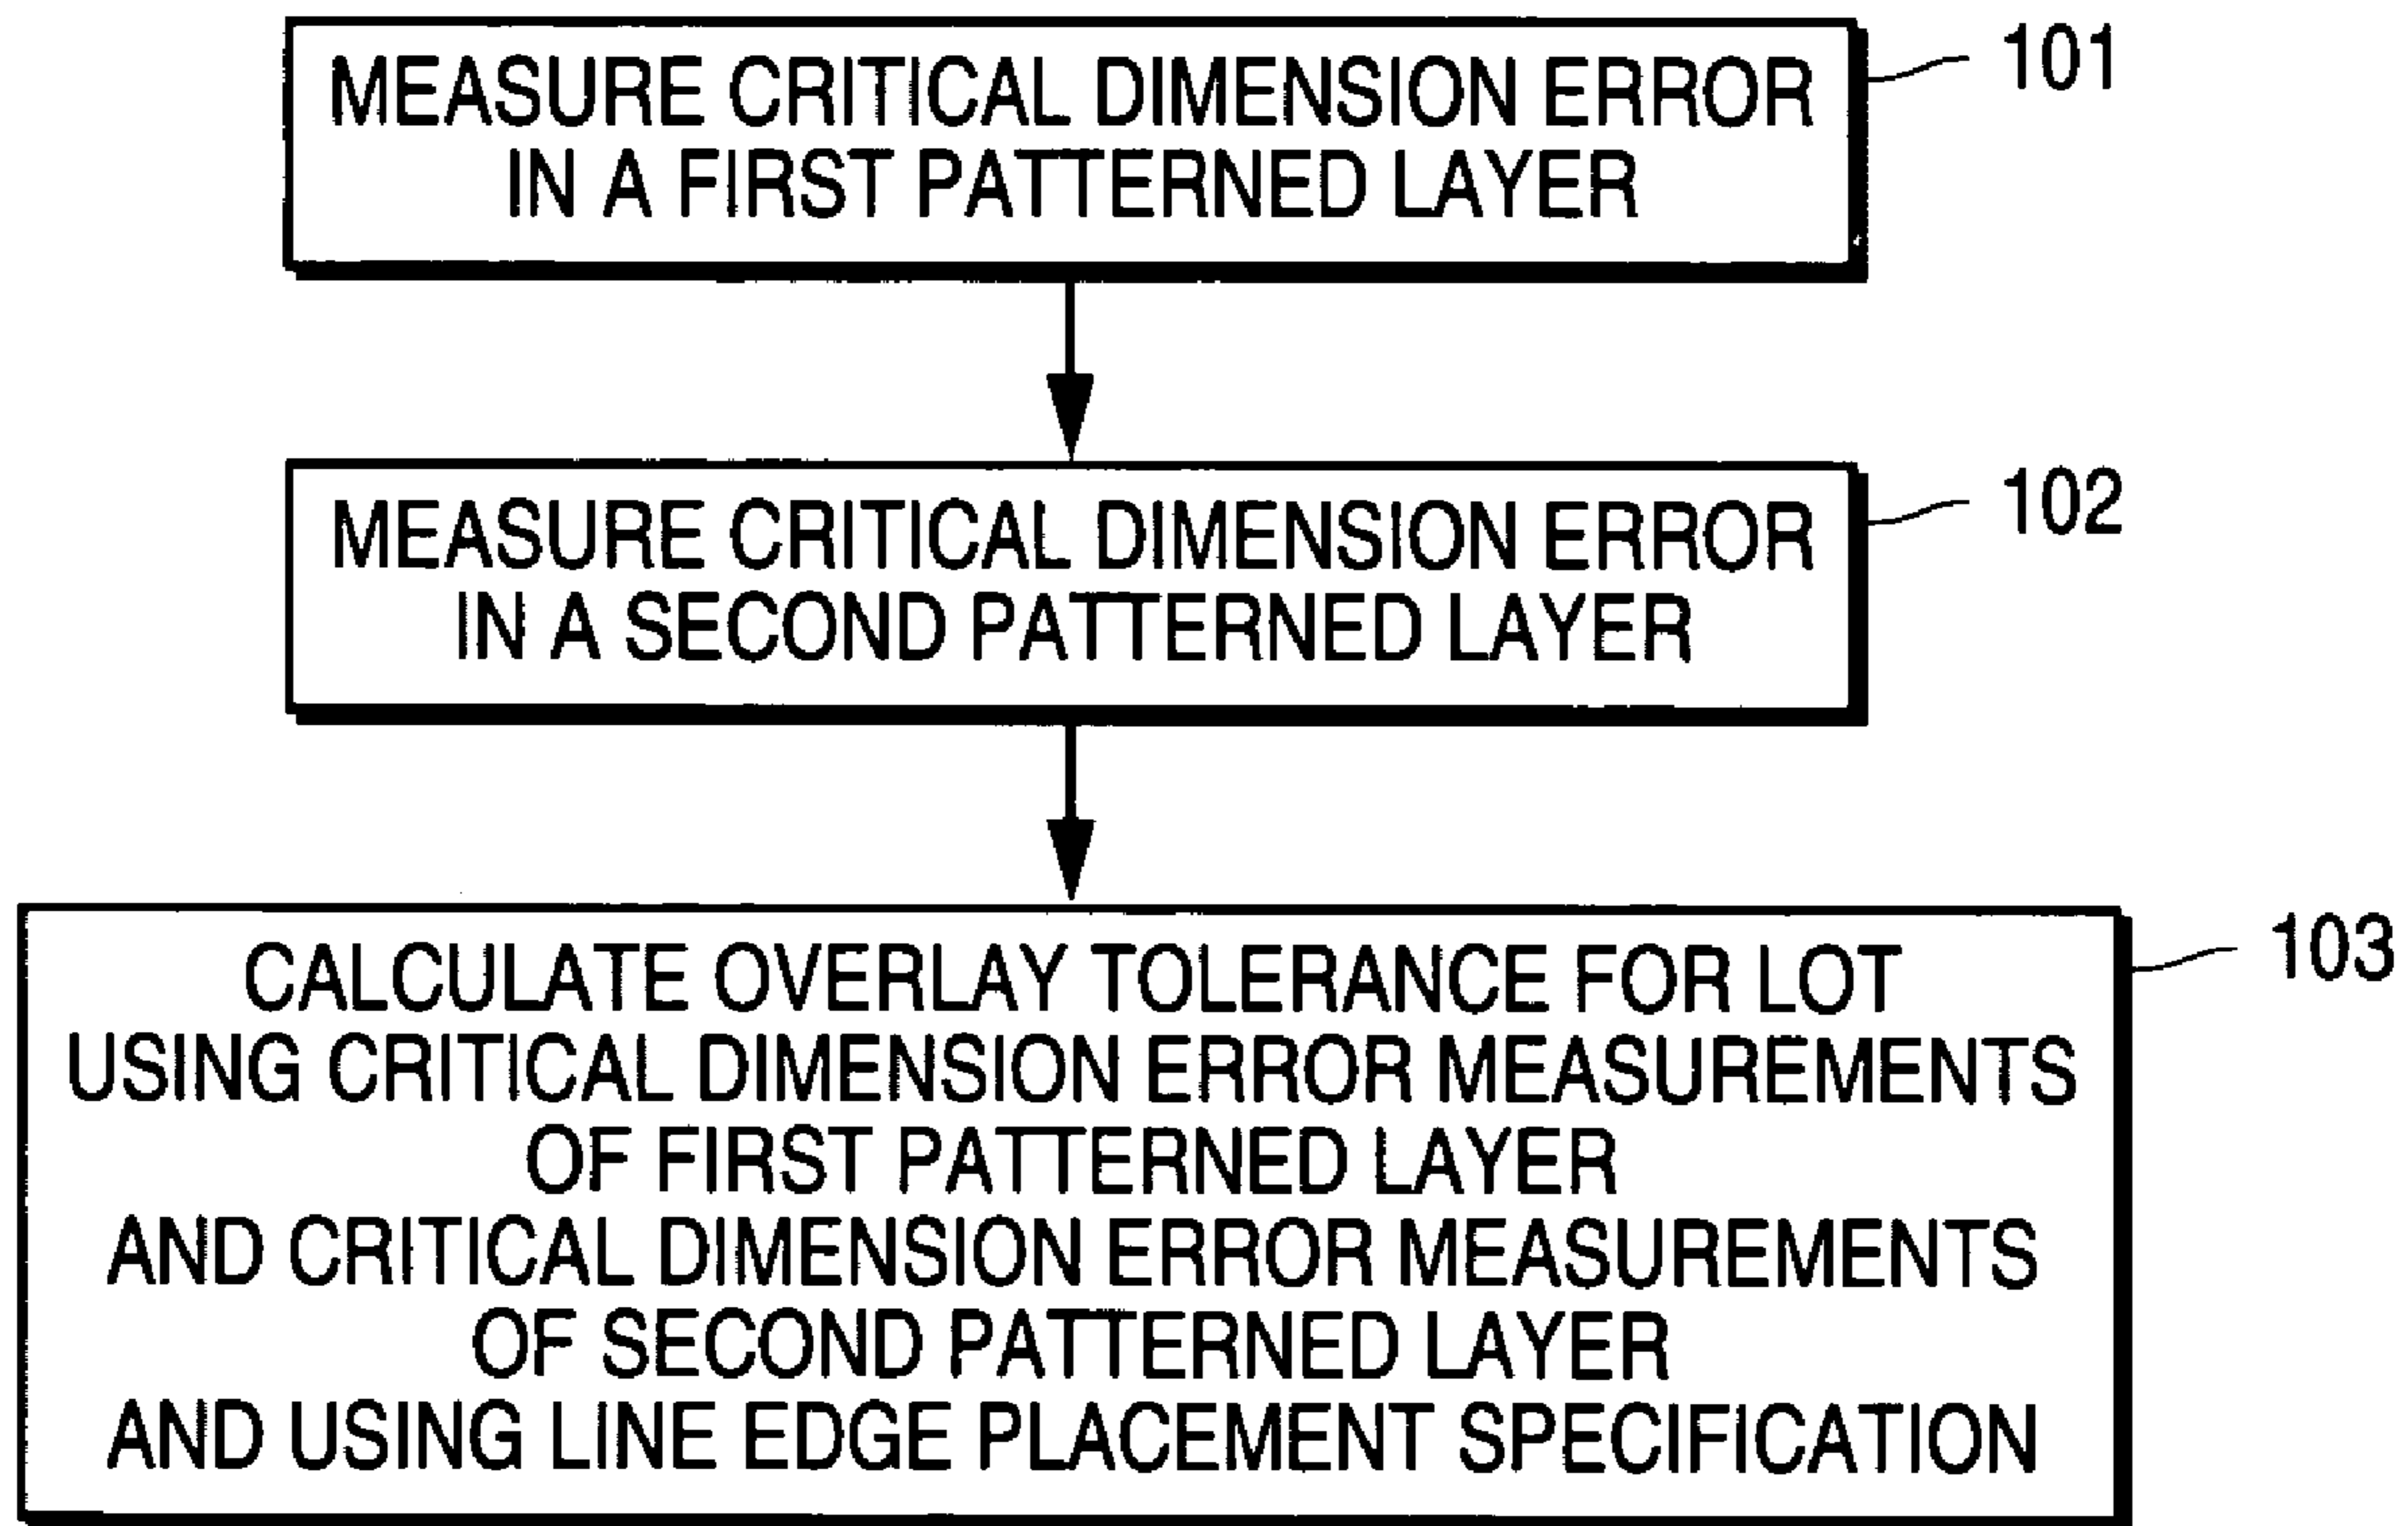 MEASURE CRITICAL DIMENSION ERROR
IN A FIRST PATTERNED LAYER
101
MEASURE CRITICAL DIMENSION ERROR
IN A SECOND PATTERNED LAYER
102
CALCULATE OVERLAY TOLERANCE FOR LOT
USING CRITICAL DIMENSION ERROR MEASUREMENTS
OF FIRST PATTERNED LAYER
AND CRITICAL DIMENSION ERROR MEASUREMENTS
OF SECOND PATTERNED LAYER
AND USING LINE EDGE PLACEMENT SPECIFICATION
103